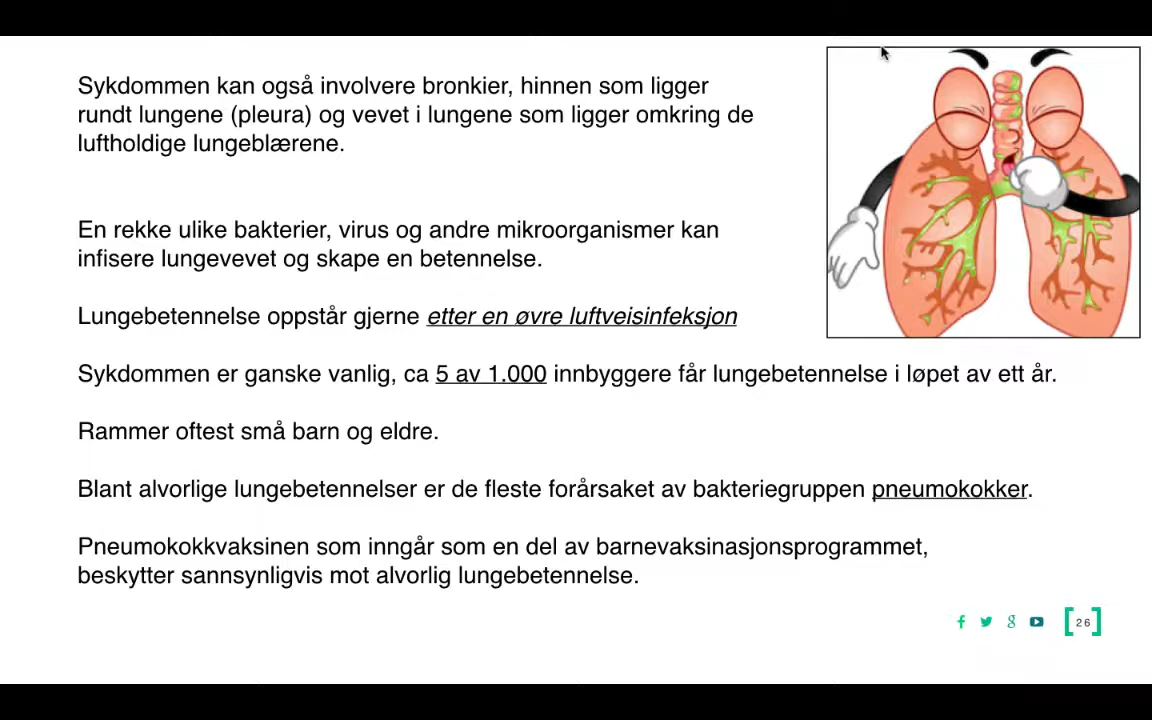 Sykdommen kan også involvere bronkier, hinnen som ligger
rundt lungene (pleura) og vevet i lungene som ligger omkring de
luftholdige lungeblærene.
En rekke ulike bakterier, virus og andre mikroorganismer kan
infisere lungevevet og skape en betennelse.
Lungebetennelse oppstår gjerne etter en øvre luftveisinfeksjon
Sykdommen er ganske vanlig, ca 5 av 1.000 innbyggere får lungebetennelse i løpet av ett år.
Rammer oftest små barn og eldre.
Blant alvorlige lungebetennelser er de fleste forårsaket av bakteriegruppen pneumokokker.
Pneumokokkvaksinen som inngår som en del av barnevaksinasjonsprogrammet,
beskytter sannsynligvis mot alvorlig lungebetennelse.
[26]